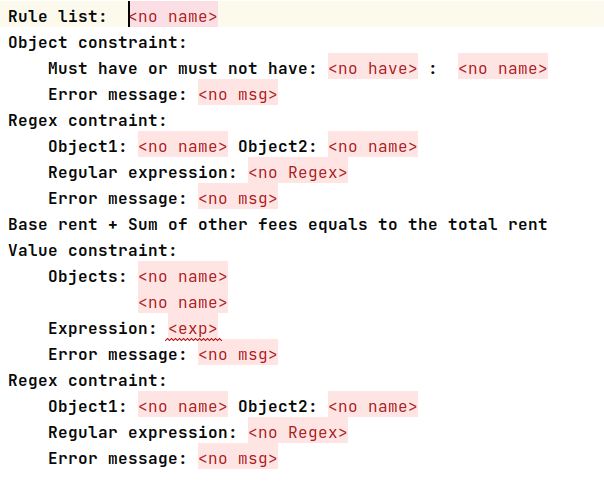 Rule list: <no name>
Object constraint:
Must have or must not have: <no have> : <no name>
Error message: <no msg>
Regex contraint:
Object1: <no name> Object2: <no name>
Regular expression: <no Regex>
Error message: <no msg>
Base rent + Sum of other fees equals to the total rent
Value constraint:
Objects: <no name>
<no name>
Expression: <exp>
Error message: <no msg>
Regex contraint:
Object1: <no name> Object2: <no name>
Regular expression: <no Regex>
Error message: <no msg>